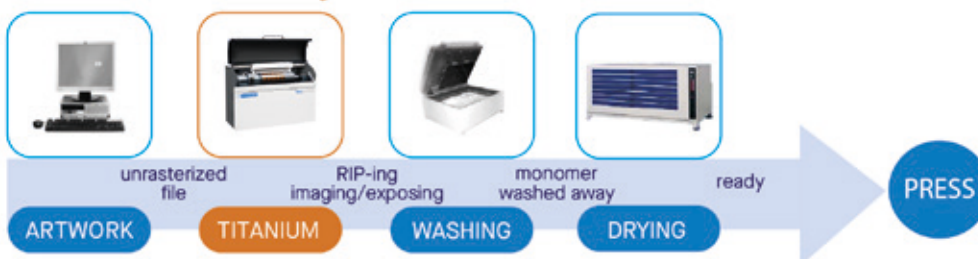 unrasterized
file
RIP-ing
imaging/exposing
monomer
washed away
ready
PRESS
ARTWORK
TITANIUM
WASHING
DRYING